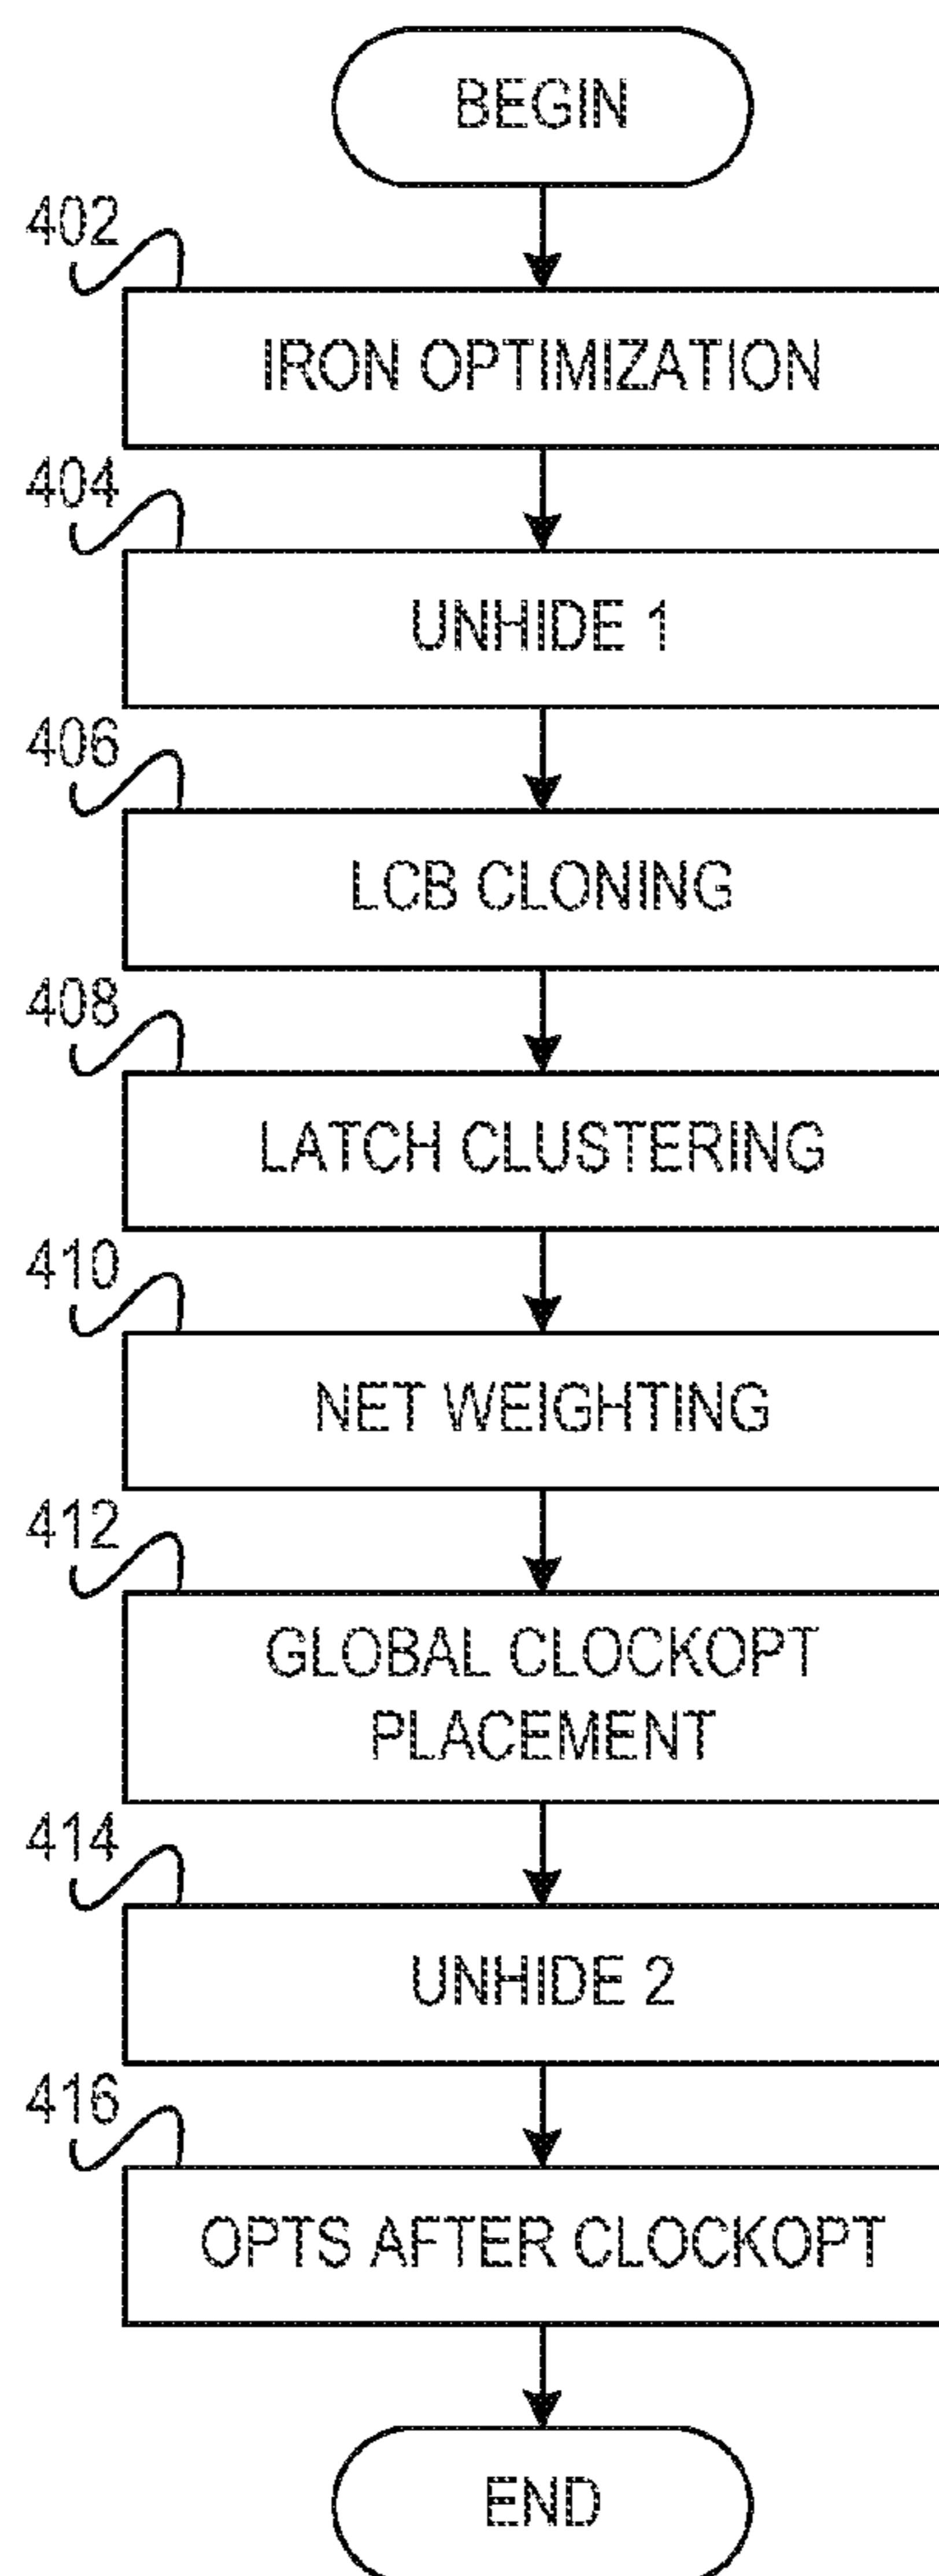 BEGIN
402
IRON OPTIMIZATION
404
UNHIDE 1
406
LCB CLONING
408
LATCH CLUSTERING
410
NET WEIGHTING
412
GLOBAL CLOCKOPT
PLACEMENT
414
UNHIDE 2
416
OPTS AFTER CLOCKOPT
END